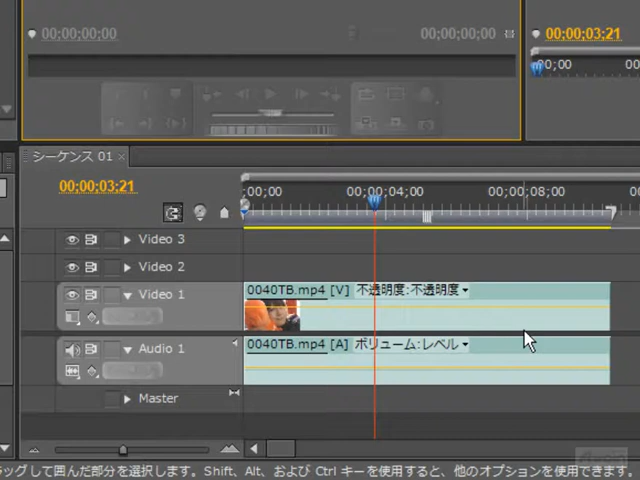 00;00;00;00
00;00;00;00
00;00;03;21
00;00
00
シーケンス 01
00;00;03;21
;00;00
00;00;04;00
00;00;08;00
00
Video 3
Video 2
Video 1
0040TB.mp4 [V] 不透明度:不透明度
Audio 1
0040TB.mp4 [A] ボリューム:レベル
Master
ラッグして囲んだ部分を選択します。Shift、Alt、および Ctrl キーを使用すると、他のオプションを使用できます。